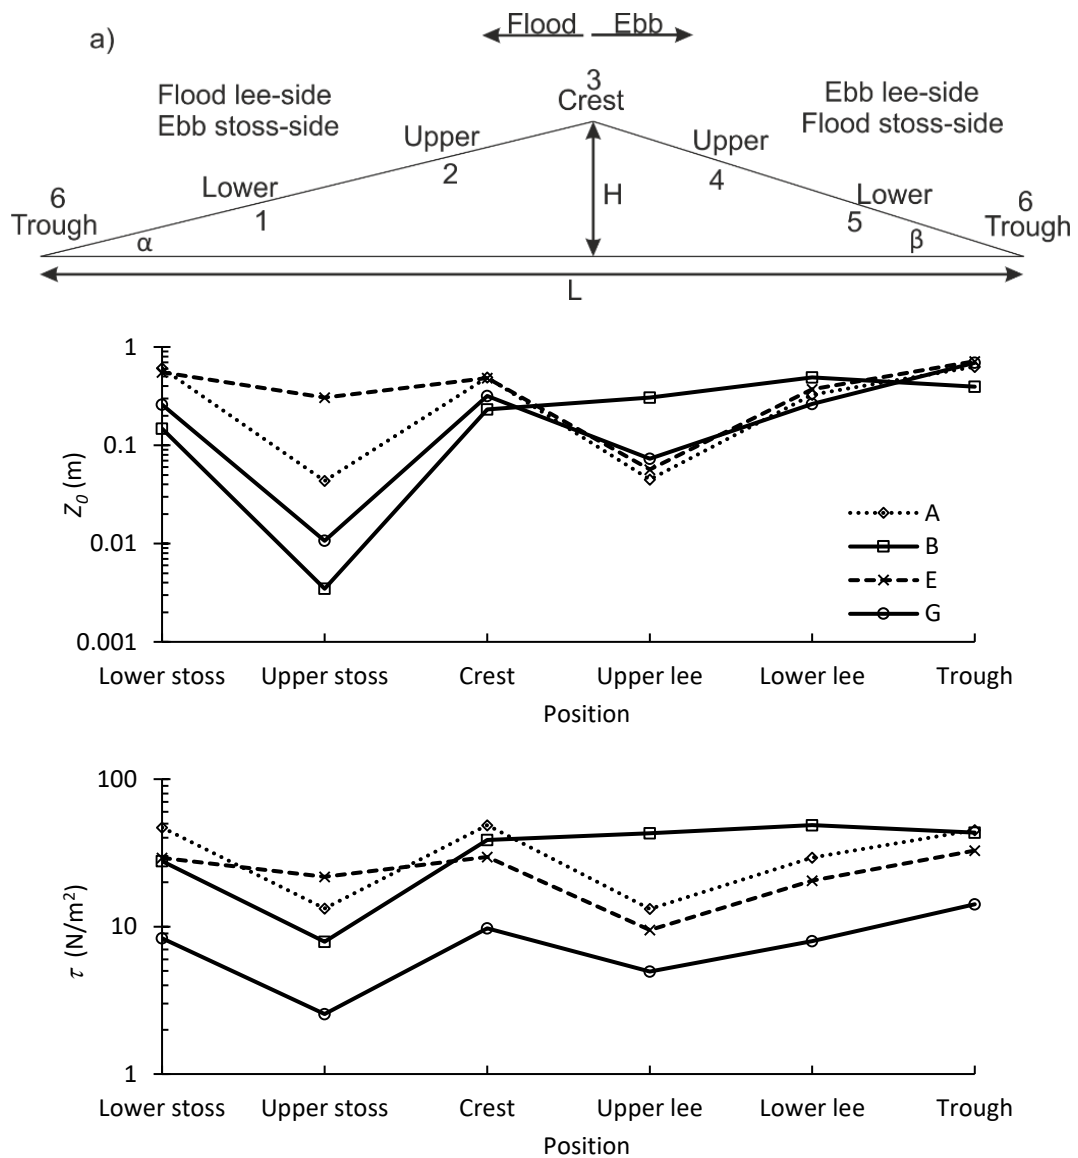 a)
Flood Ebb
3
Crest
Flood lee-side
Ebb stoss-side
Ebb lee-side
Flood stoss-side
Upper
2
Upper
4
Lower
1
Lower
5
6
Trough
6
Trough
H
α
β
L
1
0.1
0.01
0.001
Z0 (m)
A
B
E
G
Lower stoss Upper stoss Crest Upper lee Lower lee Trough
Position
100
10
1
τ (N/m²)
Lower stoss Upper stoss Crest Upper lee Lower lee Trough
Position